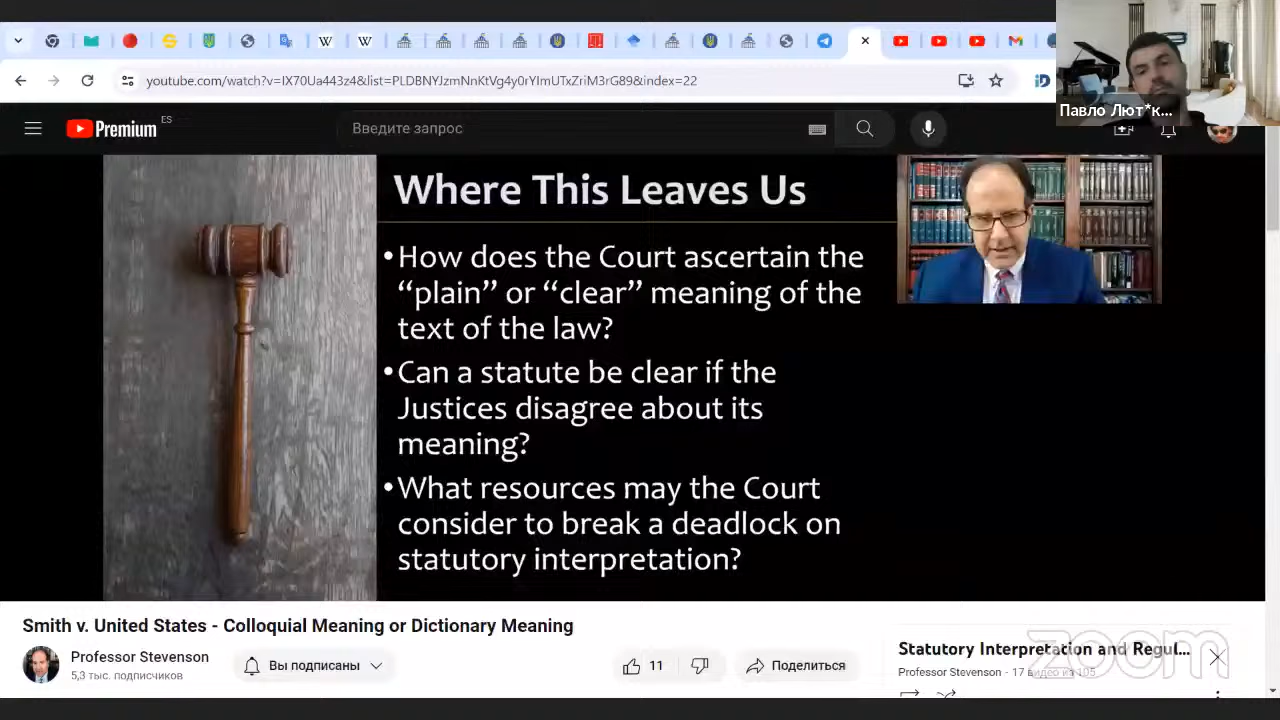 youtube.com/watch?v=IX70Ua443z4&list=PLDBNYJzmNnKtVg4y0rYImUTxZriM3rG89&index=22
Павло Лют*к...
Premium ES
Введите запрос
Where This Leaves Us
•How does the Court ascertain the
“plain” or “clear” meaning of the
text of the law?
•Can a statute be clear if the
Justices disagree about its
meaning?
•What resources may the Court
consider to break a deadlock on
statutory interpretation?
Smith v. United States - Colloquial Meaning or Dictionary Meaning
Professor Stevenson
5,3 тыс. подписчиков
Вы подписаны
11
Поделиться
Statutory Interpretation and Regul...
Professor Stevenson - 17 видео из 105
zoom